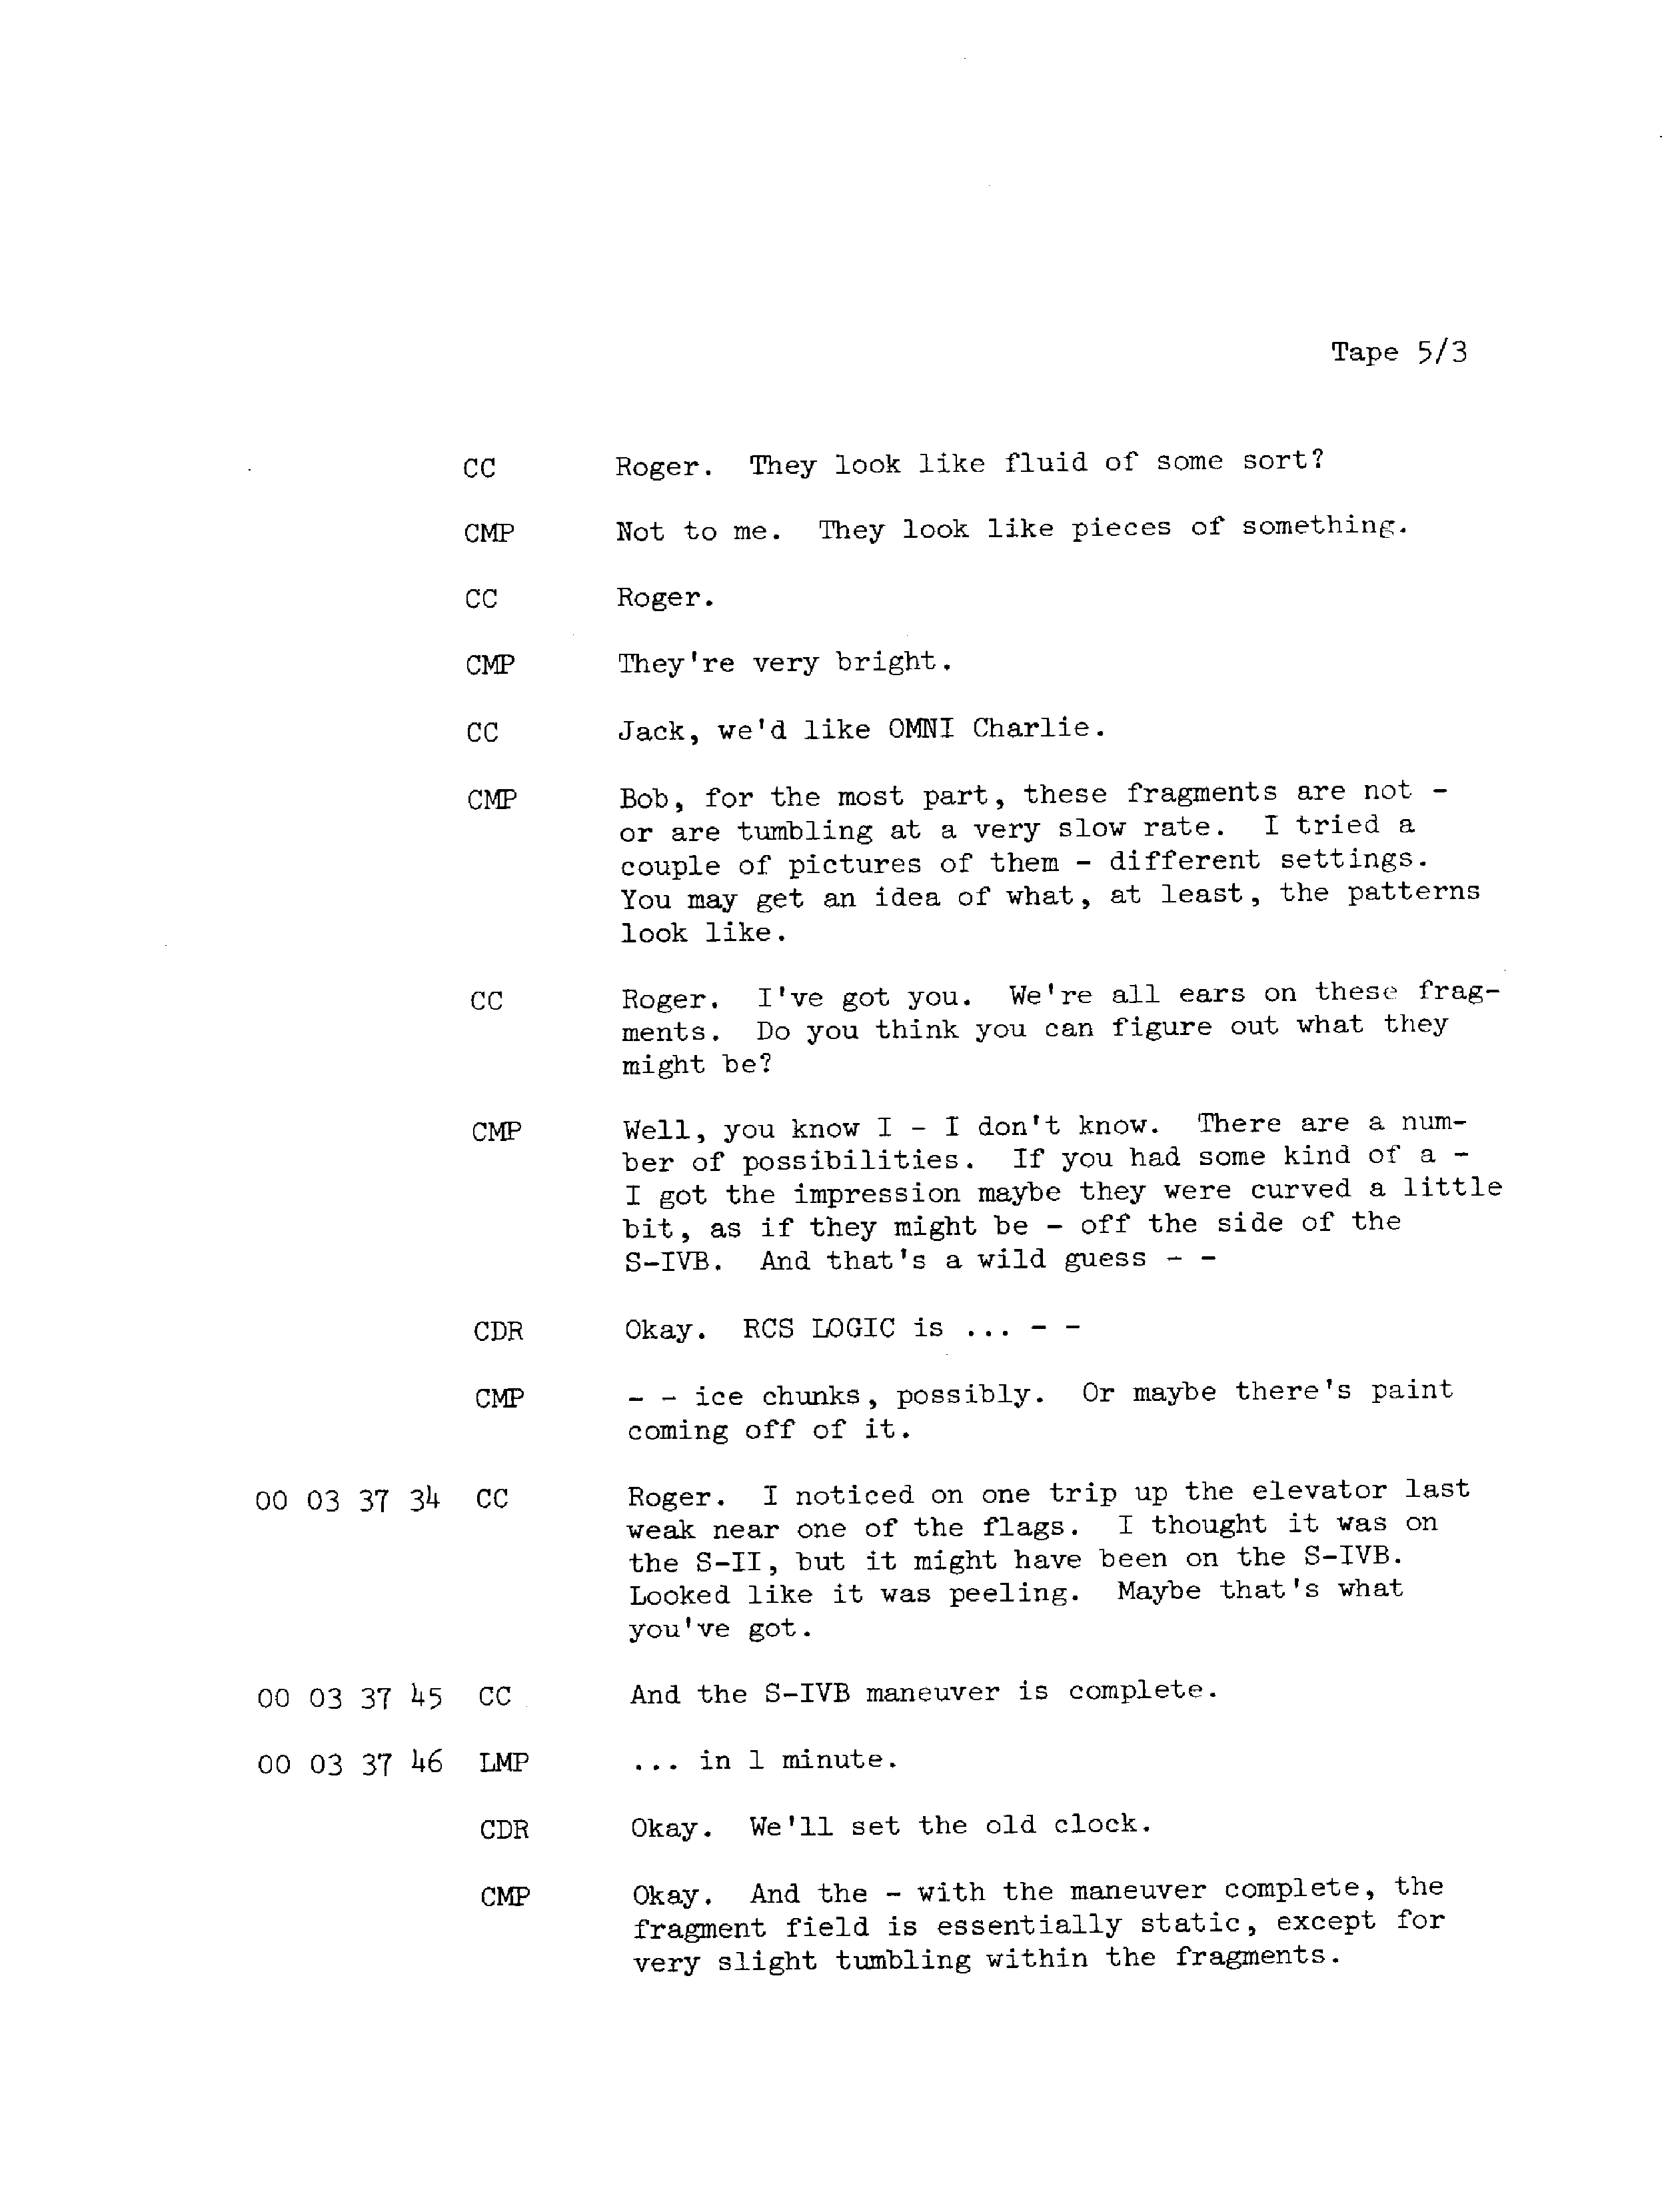 Tape 5/3
CC Roger. They look like fluid of some sort?
CMP Not to me. They look like pieces of something.
CC Roger.
CMP They're very bright.
CC Jack, we'd like OMNI Charlie.
CMP Bob, for the most part, these fragments are not -
or are tumbling at a very slow rate. I tried a
couple of pictures of them - different settings.
You may get an idea of what, at least, the patterns
look like.
CC Roger. I've got you. We're all ears on these frag-
ments. Do you think you can figure out what they
might be?
CMP Well, you know I - I don't know. There are a num-
ber of possibilities. If you had some kind of a -
I got the impression maybe they were curved a little
bit, as if they might be - off the side of the
S-IVB. And that's a wild guess - -
CDR Okay. RCS LOGIC is ... - -
CMP - - ice chunks, possibly. Or maybe there's paint
coming off of it.
00 03 37 34 CC Roger. I noticed on one trip up the elevator last
weak near one of the flags. I thought it was on
the S-II, but it might have been on the S-IVB.
Looked like it was peeling. Maybe that's what
you've got.
00 03 37 45 CC And the S-IVB maneuver is complete.
00 03 37 46 LMP ... in 1 minute.
CDR Okay. We'll set the old clock.
CMP Okay. And the - with the maneuver complete, the
fragment field is essentially static, except for
very slight tumbling within the fragments.